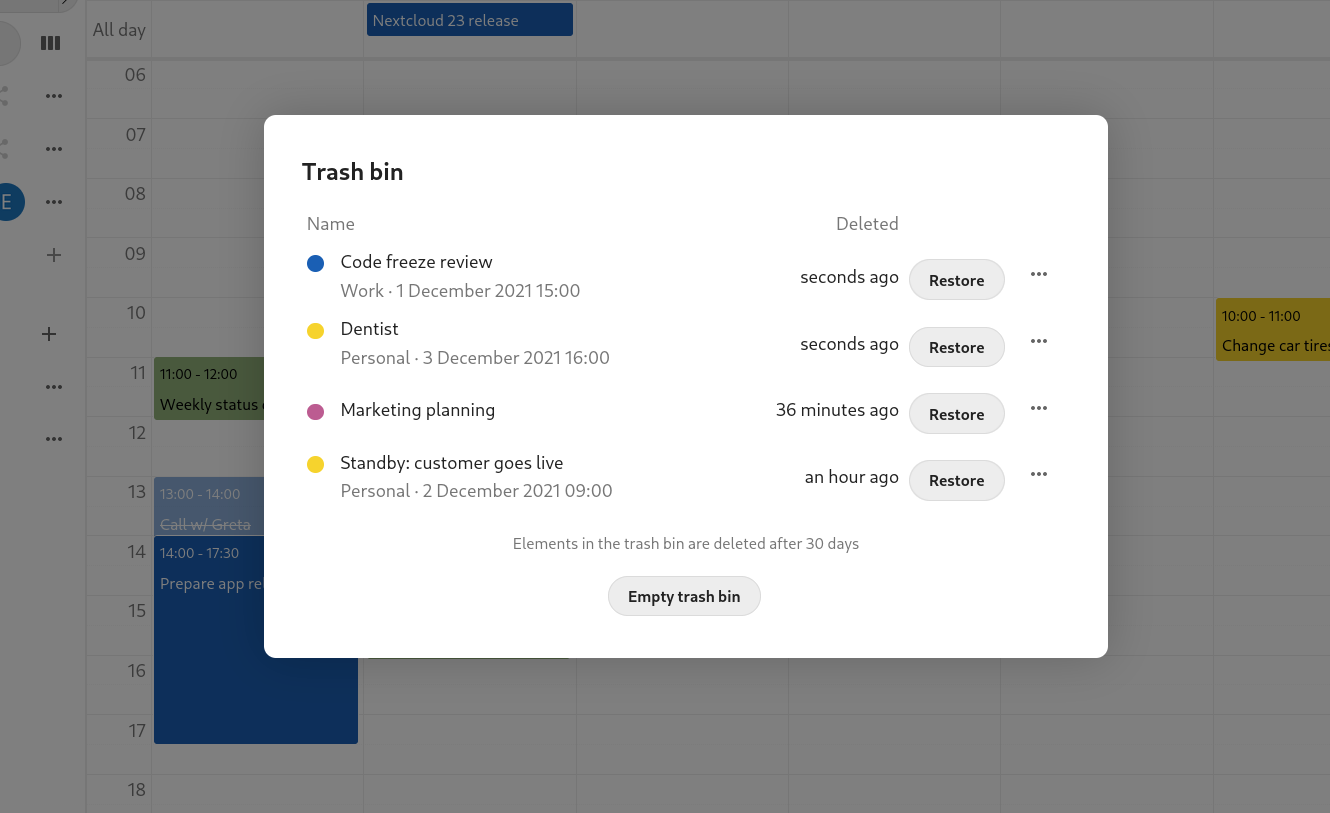 Nextcloud 23 release
All day
06
07
08
E
09
10
10:00 - 11:00
Change car tires
11
11:00 - 12:00
Weekly status
12
13
13:00 - 14:00
Call w/ Greta
14
14:00 - 17:30
Prepare app re
15
16
17
18
Trash bin
Name Deleted
Code freeze review
Work · 1 December 2021 15:00
seconds ago Restore
Dentist
Personal · 3 December 2021 16:00
seconds ago Restore
Marketing planning 36 minutes ago Restore
Standby: customer goes live
Personal · 2 December 2021 09:00
an hour ago Restore
Elements in the trash bin are deleted after 30 days
Empty trash bin